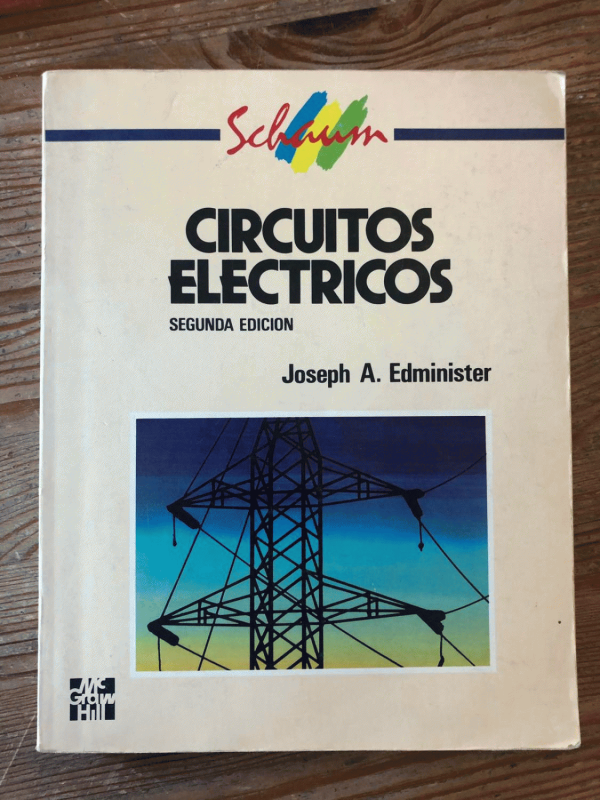 Schaum
CIRCUITOS
ELECTRICOS
SEGUNDA EDICION
Joseph A. Edminister
Mc
Graw
Hill